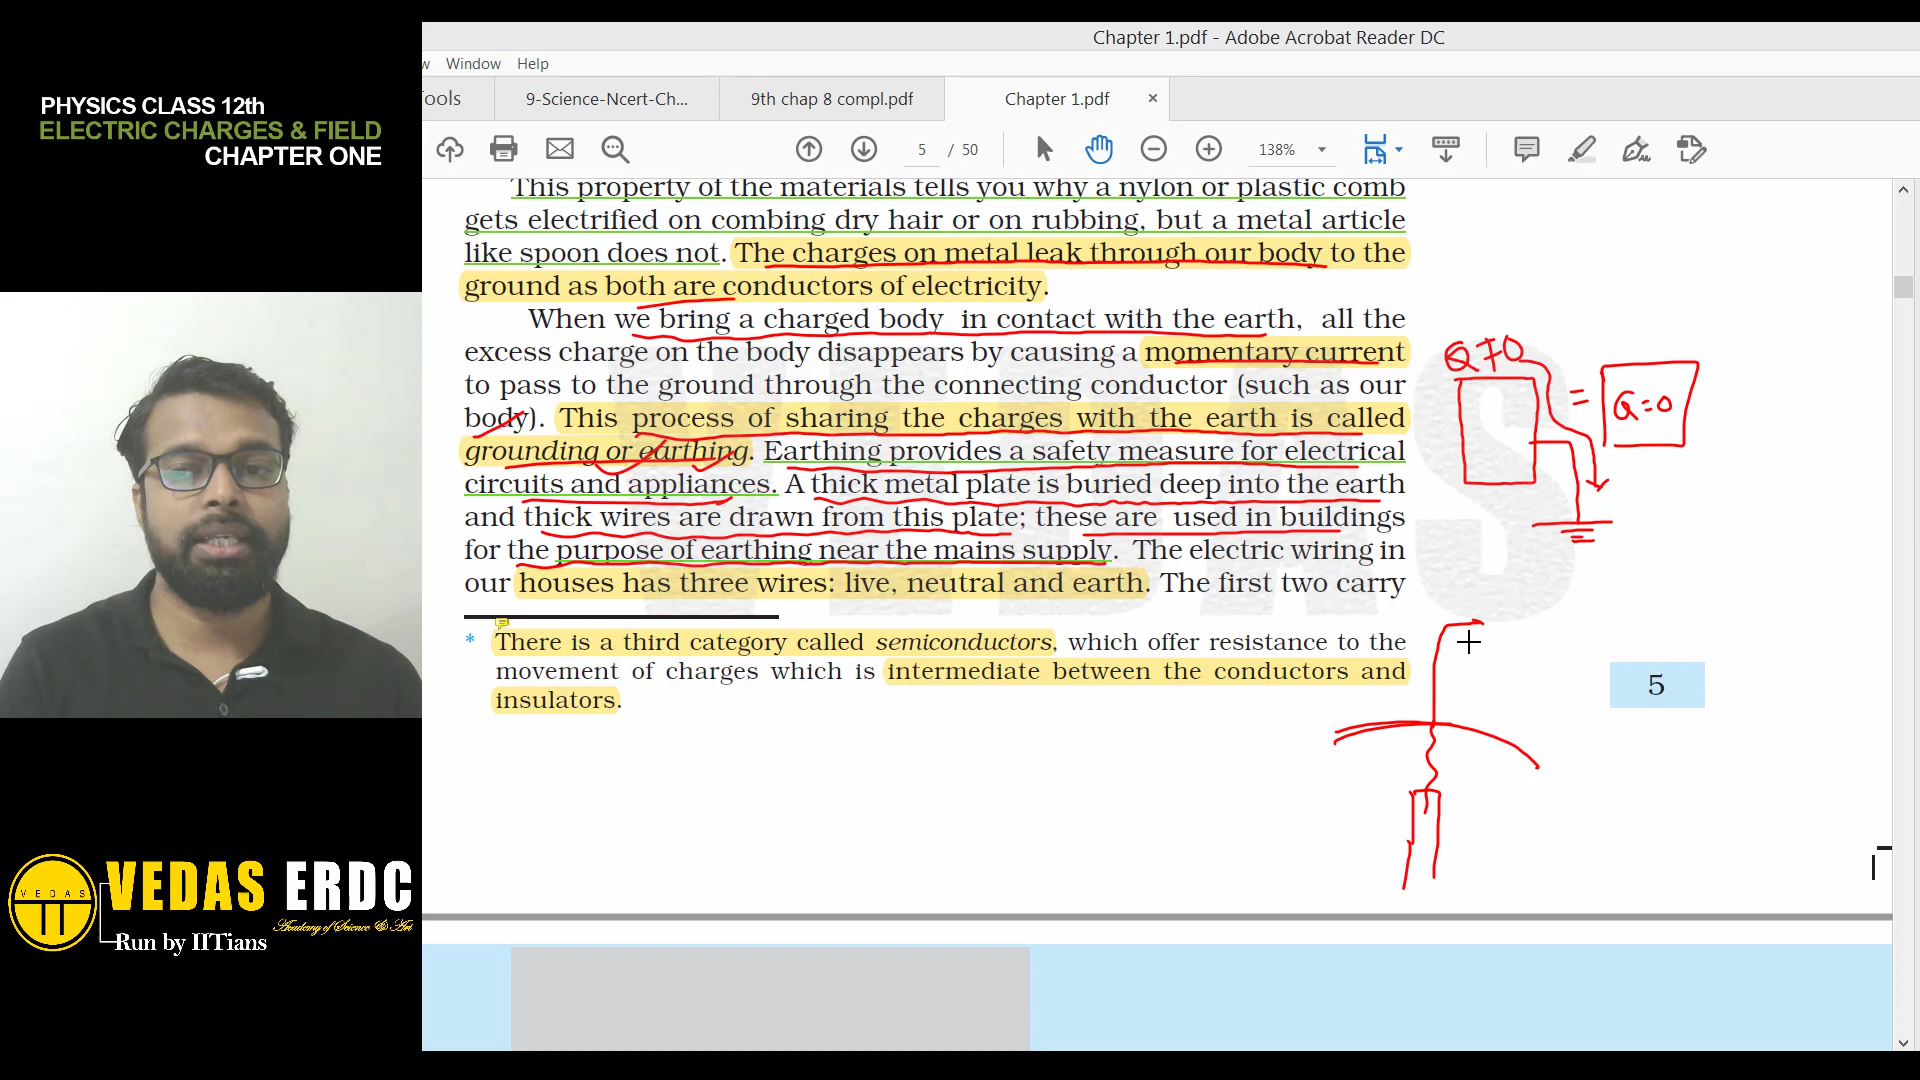 PHYSICS CLASS 12th
ELECTRIC CHARGES & FIELD
CHAPTER ONE
Chapter 1.pdf - Adobe Acrobat Reader DC
w Window Help
Tools 9-Science-Ncert-Ch... 9th chap 8 compl.pdf Chapter 1.pdf ×
5 / 50 138%
This property of the materials tells you why a nylon or plastic comb
gets electrified on combing dry hair or on rubbing, but a metal article
like spoon does not. The charges on metal leak through our body to the
ground as both are conductors of electricity.
When we bring a charged body in contact with the earth, all the
excess charge on the body disappears by causing a momentary current
to pass to the ground through the connecting conductor (such as our
body). This process of sharing the charges with the earth is called
grounding or earthing. Earthing provides a safety measure for electrical
circuits and appliances. A thick metal plate is buried deep into the earth
and thick wires are drawn from this plate; these are used in buildings
for the purpose of earthing near the mains supply. The electric wiring in
our houses has three wires: live, neutral and earth. The first two carry
* There is a third category called semiconductors, which offer resistance to the
movement of charges which is intermediate between the conductors and
insulators.
Q≠0
= Q=0
5
VEDAS
VEDAS
VEDAS ERDC
Academy of Science & Art
Run by IITians